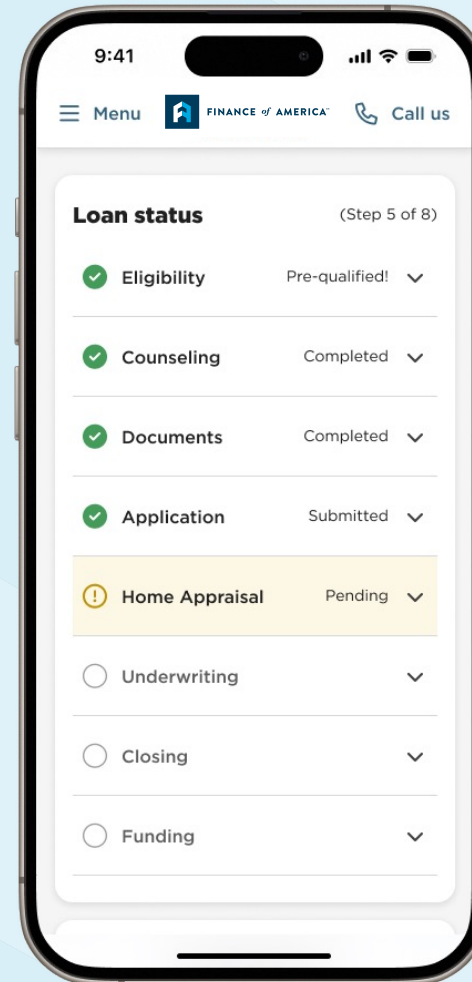 9:41
Menu
FINANCE of AMERICA™
Call us
Loan status (Step 5 of 8)
Eligibility Pre-qualified!
Counseling Completed
Documents Completed
Application Submitted
Home Appraisal Pending
Underwriting
Closing
Funding